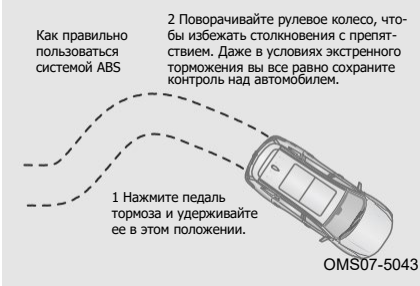 Как правильно
пользоваться
системой ABS
2 Поворачивайте рулевое колесо, что-
бы избежать столкновения с препят-
ствием. Даже в условиях экстренного
торможения вы все равно сохраните
контроль над автомобилем.
1 Нажмите педаль
тормоза и удерживайте
ее в этом положении.
OMS07-5043